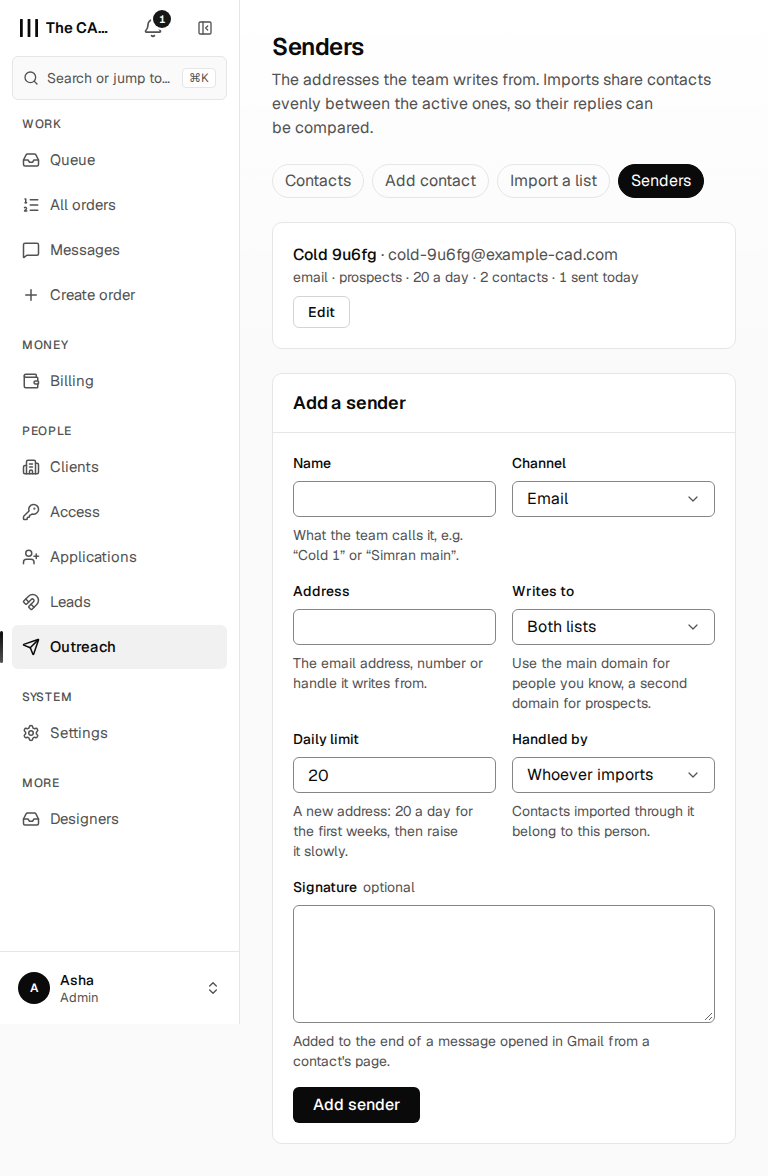 The CA…
1
Search or jump to…
⌘K
WORK
Queue
All orders
Messages
Create order
MONEY
Billing
PEOPLE
Clients
Access
Applications
Leads
Outreach
SYSTEM
Settings
MORE
Designers
A
Asha
Admin
Senders
The addresses the team writes from. Imports share contacts
evenly between the active ones, so their replies can
be compared.
Contacts
Add contact
Import a list
Senders
Cold 9u6fg · cold-9u6fg@example-cad.com
email · prospects · 20 a day · 2 contacts · 1 sent today
Edit
Add a sender
Name
What the team calls it, e.g.
“Cold 1” or “Simran main”.
Channel
Email
Address
The email address, number or
handle it writes from.
Writes to
Both lists
Use the main domain for
people you know, a second
domain for prospects.
Daily limit
20
A new address: 20 a day for
the first weeks, then raise
it slowly.
Handled by
Whoever imports
Contacts imported through it
belong to this person.
Signature optional
Added to the end of a message opened in Gmail from a
contact's page.
Add sender